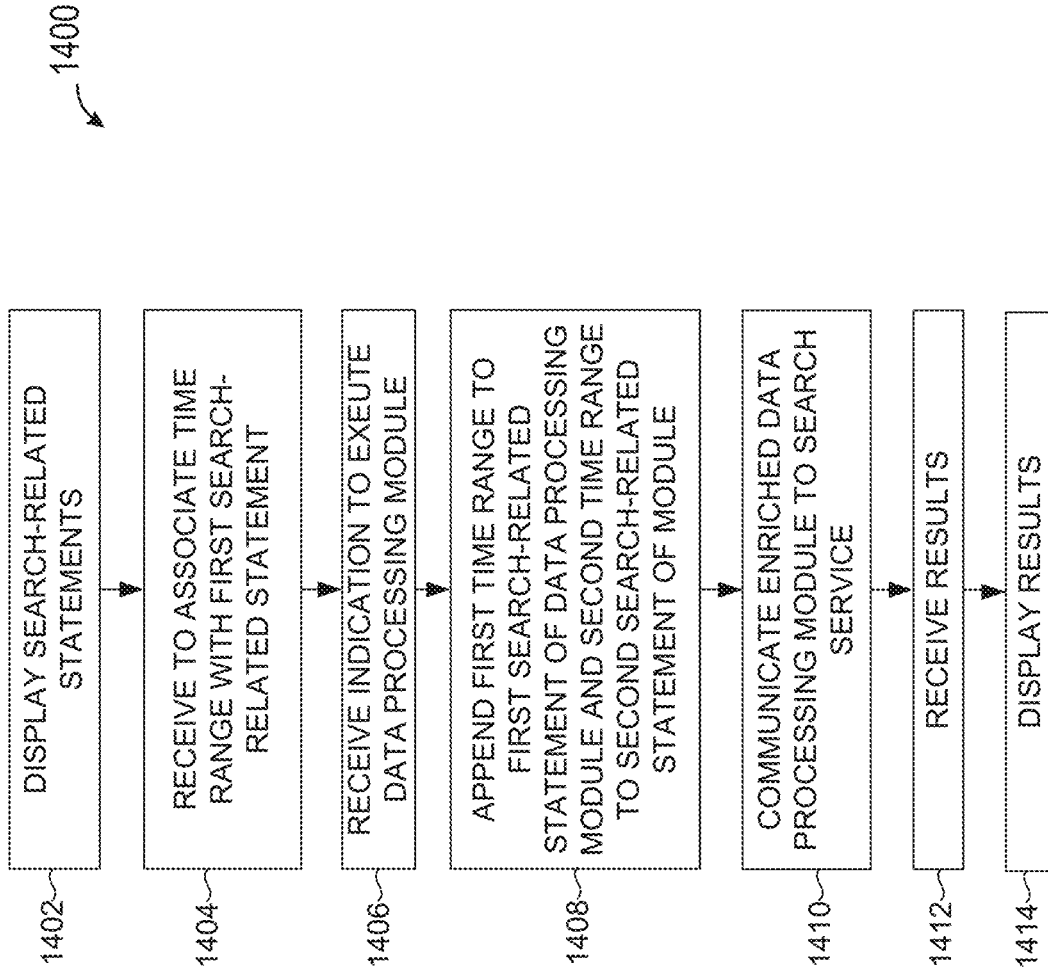 1400
1402
DISPLAY SEARCH-RELATED
STATEMENTS
1404
RECEIVE TO ASSOCIATE TIME
RANGE WITH FIRST SEARCH-
RELATED STATEMENT
1406
RECEIVE INDICATION TO EXEUTE
DATA PROCESSING MODULE
1408
APPEND FIRST TIME RANGE TO
FIRST SEARCH-RELATED
STATEMENT OF DATA PROCESSING
MODULE AND SECOND TIME RANGE
TO SECOND SEARCH-RELATED
STATEMENT OF MODULE
1410
COMMUNICATE ENRICHED DATA
PROCESSING MODULE TO SEARCH
SERVICE
1412
RECEIVE RESULTS
1414
DISPLAY RESULTS